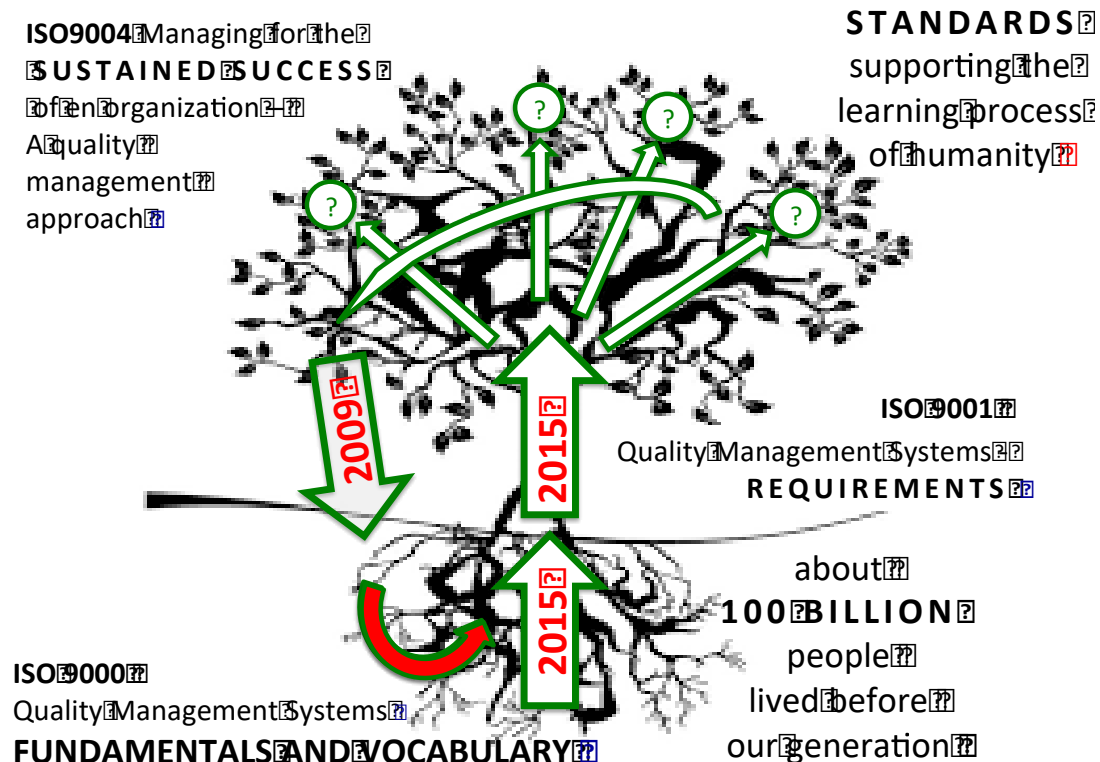 ISO9004 Managing for the
SUSTAINED SUCCESS
of en organization –
A quality
management
approach
STANDARDS
supporting the
learning process
of humanity
?
?
?
?
2009
2015
ISO 9001
Quality Management Systems -
REQUIREMENTS
2015
about
100 BILLION
people
lived before
our generation
ISO 9000
Quality Management Systems
FUNDAMENTALS AND VOCABULARY